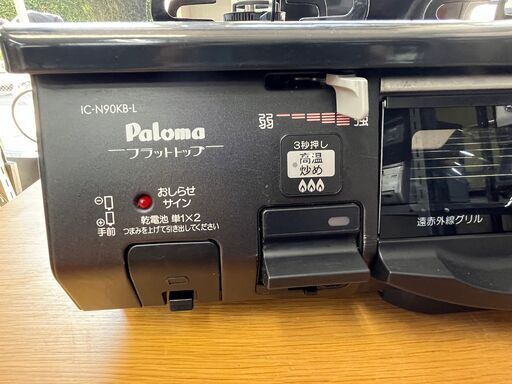 IC-N90KB-L
Paloma
フラットトップ
弱 強
3秒押し
高温
炒め
おしらせ
サイン
乾電池 単1×2
手前
つまみを上げて引き出してください
遠赤外線グリル